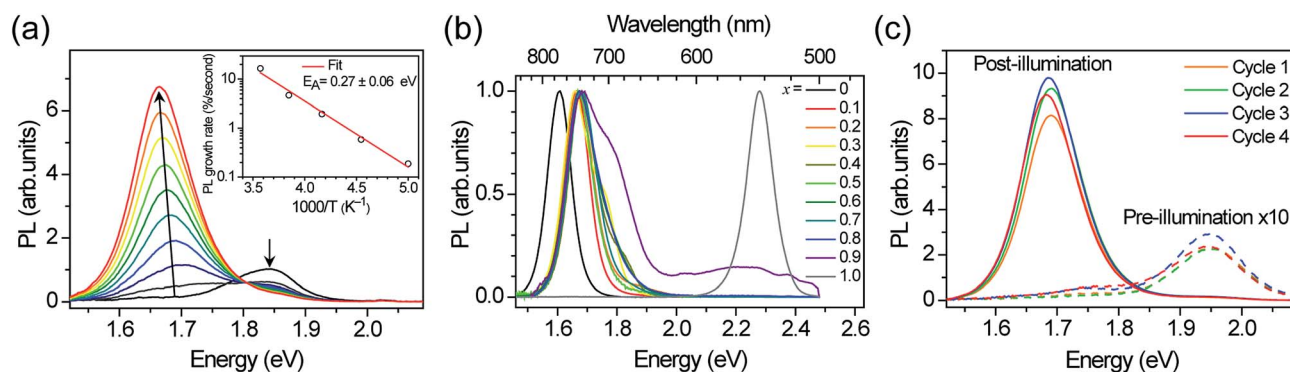 (a)
PL (arb.units)
6
4
2
0
1.6 1.7 1.8 1.9 2.0
Energy (eV)
PL growth rate (%/second)
10
1
0.1
Fit
E_A= 0.27 ± 0.06 eV
3.5 4.0 4.5 5.0
1000/T (K⁻¹)
(b)
Wavelength (nm)
800 700 600 500
PL (arb.units)
1.0
0.5
0.0
x =
0
0.1
0.2
0.3
0.4
0.5
0.6
0.7
0.8
0.9
1.0
1.6 1.8 2.0 2.2 2.4 2.6
Energy (eV)
(c)
Post-illumination
Cycle 1
Cycle 2
Cycle 3
Cycle 4
Pre-illumination x10
PL (arb.units)
10
8
6
4
2
0
1.6 1.7 1.8 1.9 2.0
Energy (eV)